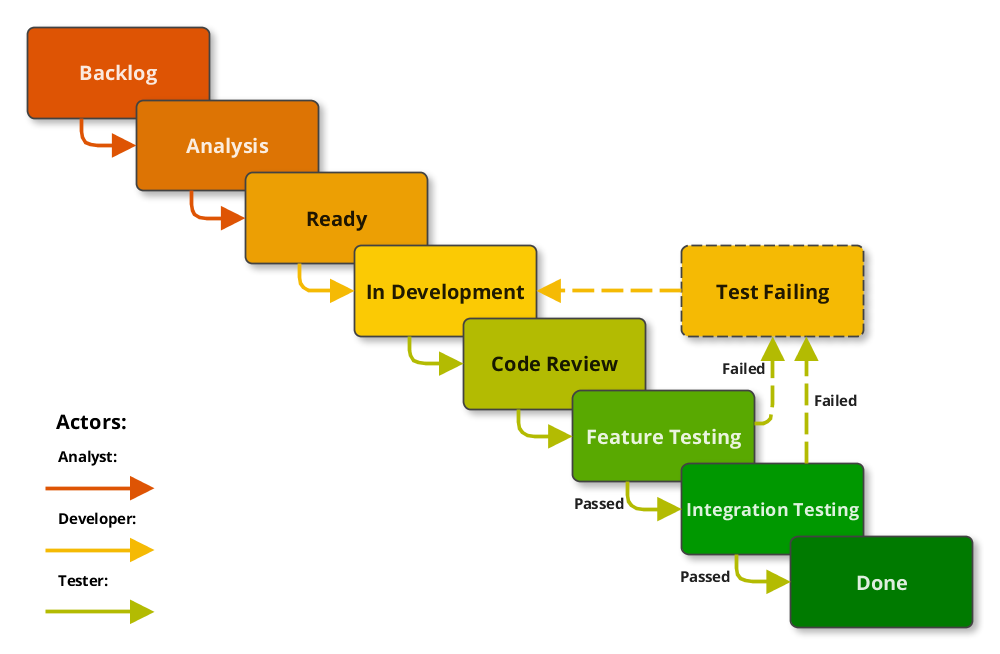 Backlog
Analysis
Ready
In Development
Test Failing
Code Review
Failed
Failed
Actors:
Feature Testing
Analyst:
Passed
Integration Testing
Developer:
Passed
Tester:
Done